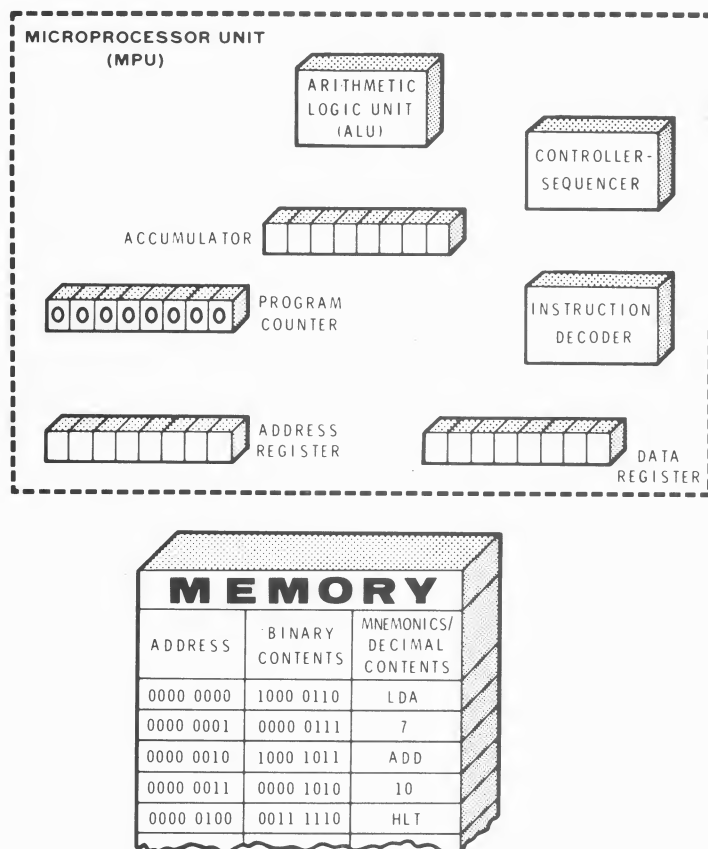 MICROPROCESSOR UNIT
(MPU)
ARITHMETIC
LOGIC UNIT
(ALU)
CONTROLLER-
SEQUENCER
ACCUMULATOR
0 0 0 0 0 0 0 0
PROGRAM
COUNTER
INSTRUCTION
DECODER
ADDRESS
REGISTER
DATA
REGISTER
MEMORY
ADDRESS
BINARY
CONTENTS
MNEMONICS/
DECIMAL
CONTENTS
0000 0000 1000 0110 LDA
0000 0001 0000 0111 7
0000 0010 1000 1011 ADD
0000 0011 0000 1010 10
0000 0100 0011 1110 HLT